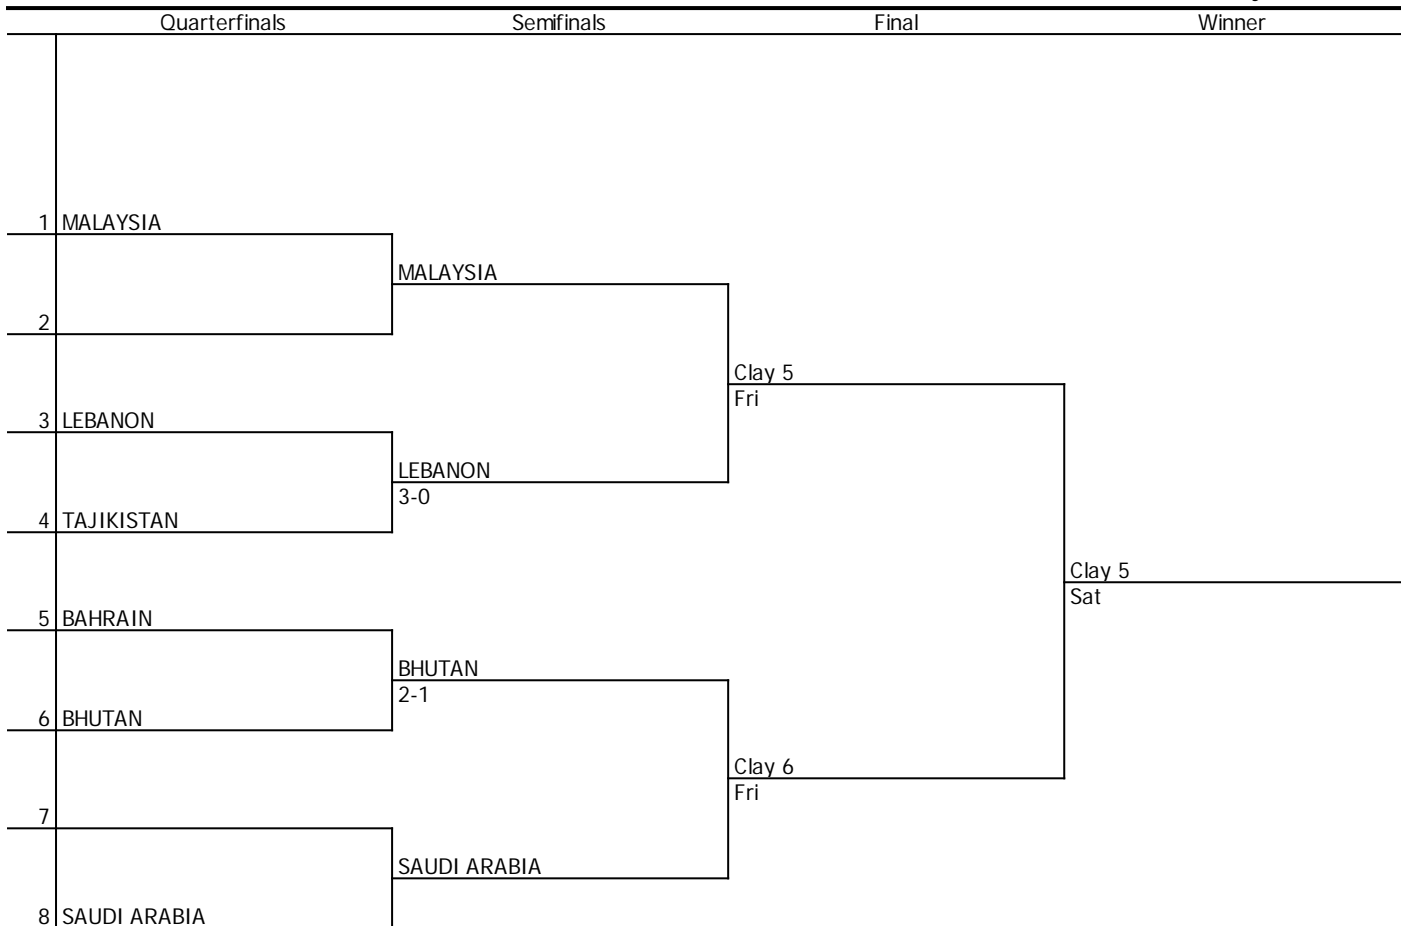 Quarterfinals Semifinals Final Winner
1 MALAYSIA
MALAYSIA
2
Clay 5
Fri
3 LEBANON
LEBANON
3-0
4 TAJIKISTAN
Clay 5
Sat
5 BAHRAIN
BHUTAN
2-1
6 BHUTAN
Clay 6
Fri
7
SAUDI ARABIA
8 SAUDI ARABIA